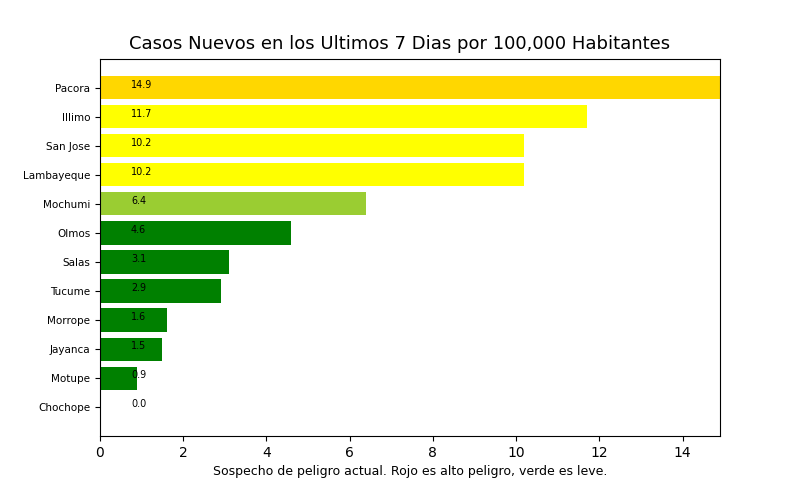 Casos Nuevos en los Ultimos 7 Dias por 100,000 Habitantes
Pacora 14.9
Illimo 11.7
San Jose 10.2
Lambayeque 10.2
Mochumi 6.4
Olmos 4.6
Salas 3.1
Tucume 2.9
Morrope 1.6
Jayanca 1.5
Motupe 0.9
Chochope 0.0
0 2 4 6 8 10 12 14
Sospecho de peligro actual. Rojo es alto peligro, verde es leve.